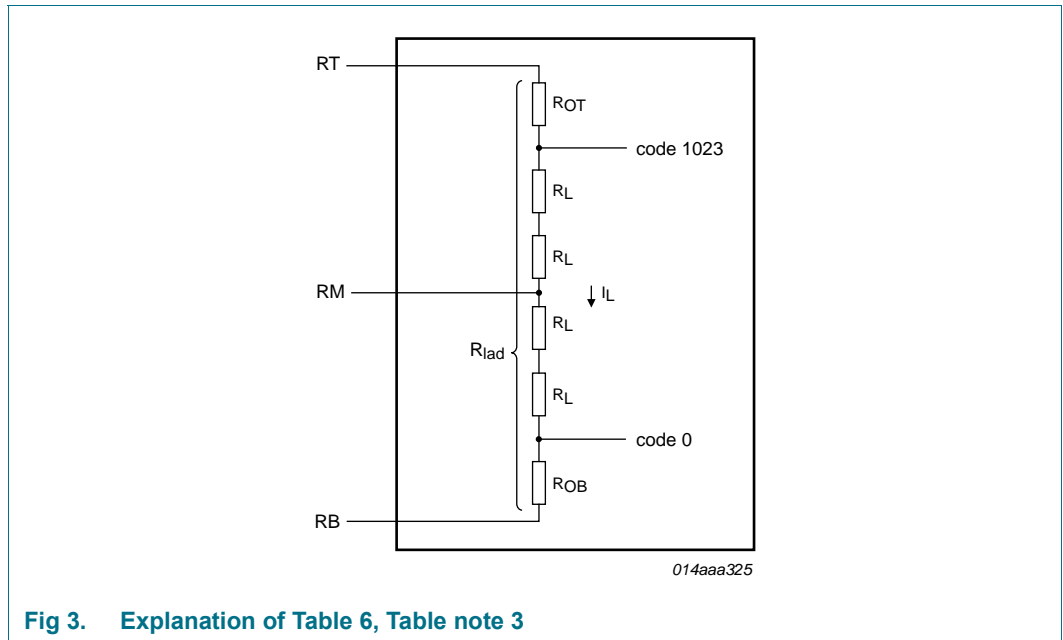 RT
ROT
code 1023
RL
RL
RM
IL
RL
Rlad
RL
code 0
ROB
RB
014aaa325
Fig 3. Explanation of Table 6, Table note 3